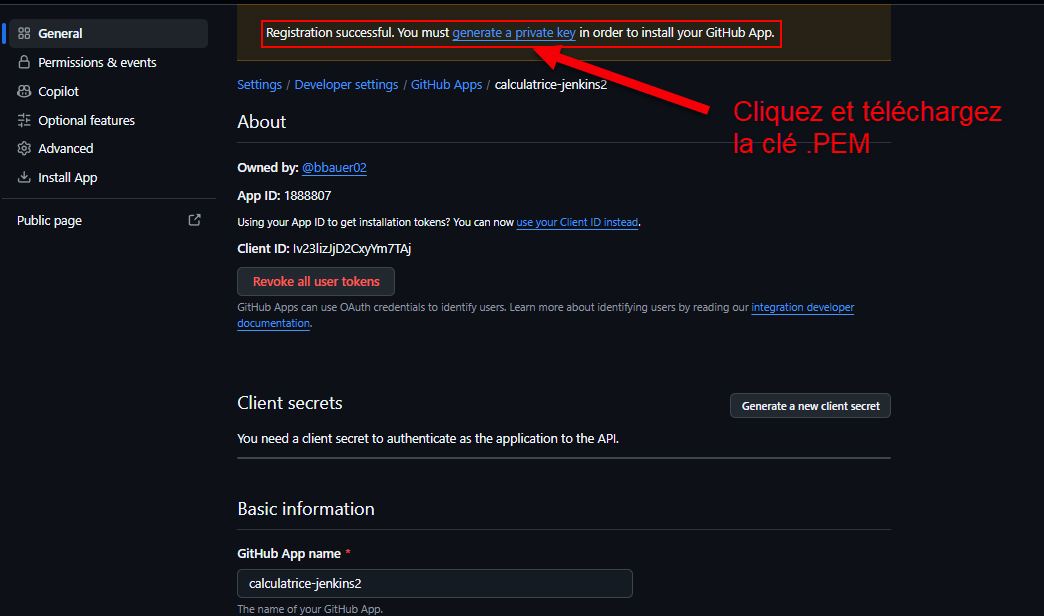 General
Permissions & events
Copilot
Optional features
Advanced
Install App
Public page
Registration successful. You must generate a private key in order to install your GitHub App.
Cliquez et téléchargez
la clé .PEM
Settings / Developer settings / GitHub Apps / calculatrice-jenkins2
About
Owned by: @bbauer02
App ID: 1888807
Using your App ID to get installation tokens? You can now use your Client ID instead.
Client ID: Iv23lizJjD2CxyYm7TAj
Revoke all user tokens
GitHub Apps can use OAuth credentials to identify users. Learn more about identifying users by reading our integration developer
documentation.
Client secrets
Generate a new client secret
You need a client secret to authenticate as the application to the API.
Basic information
GitHub App name *
calculatrice-jenkins2
The name of your GitHub App.